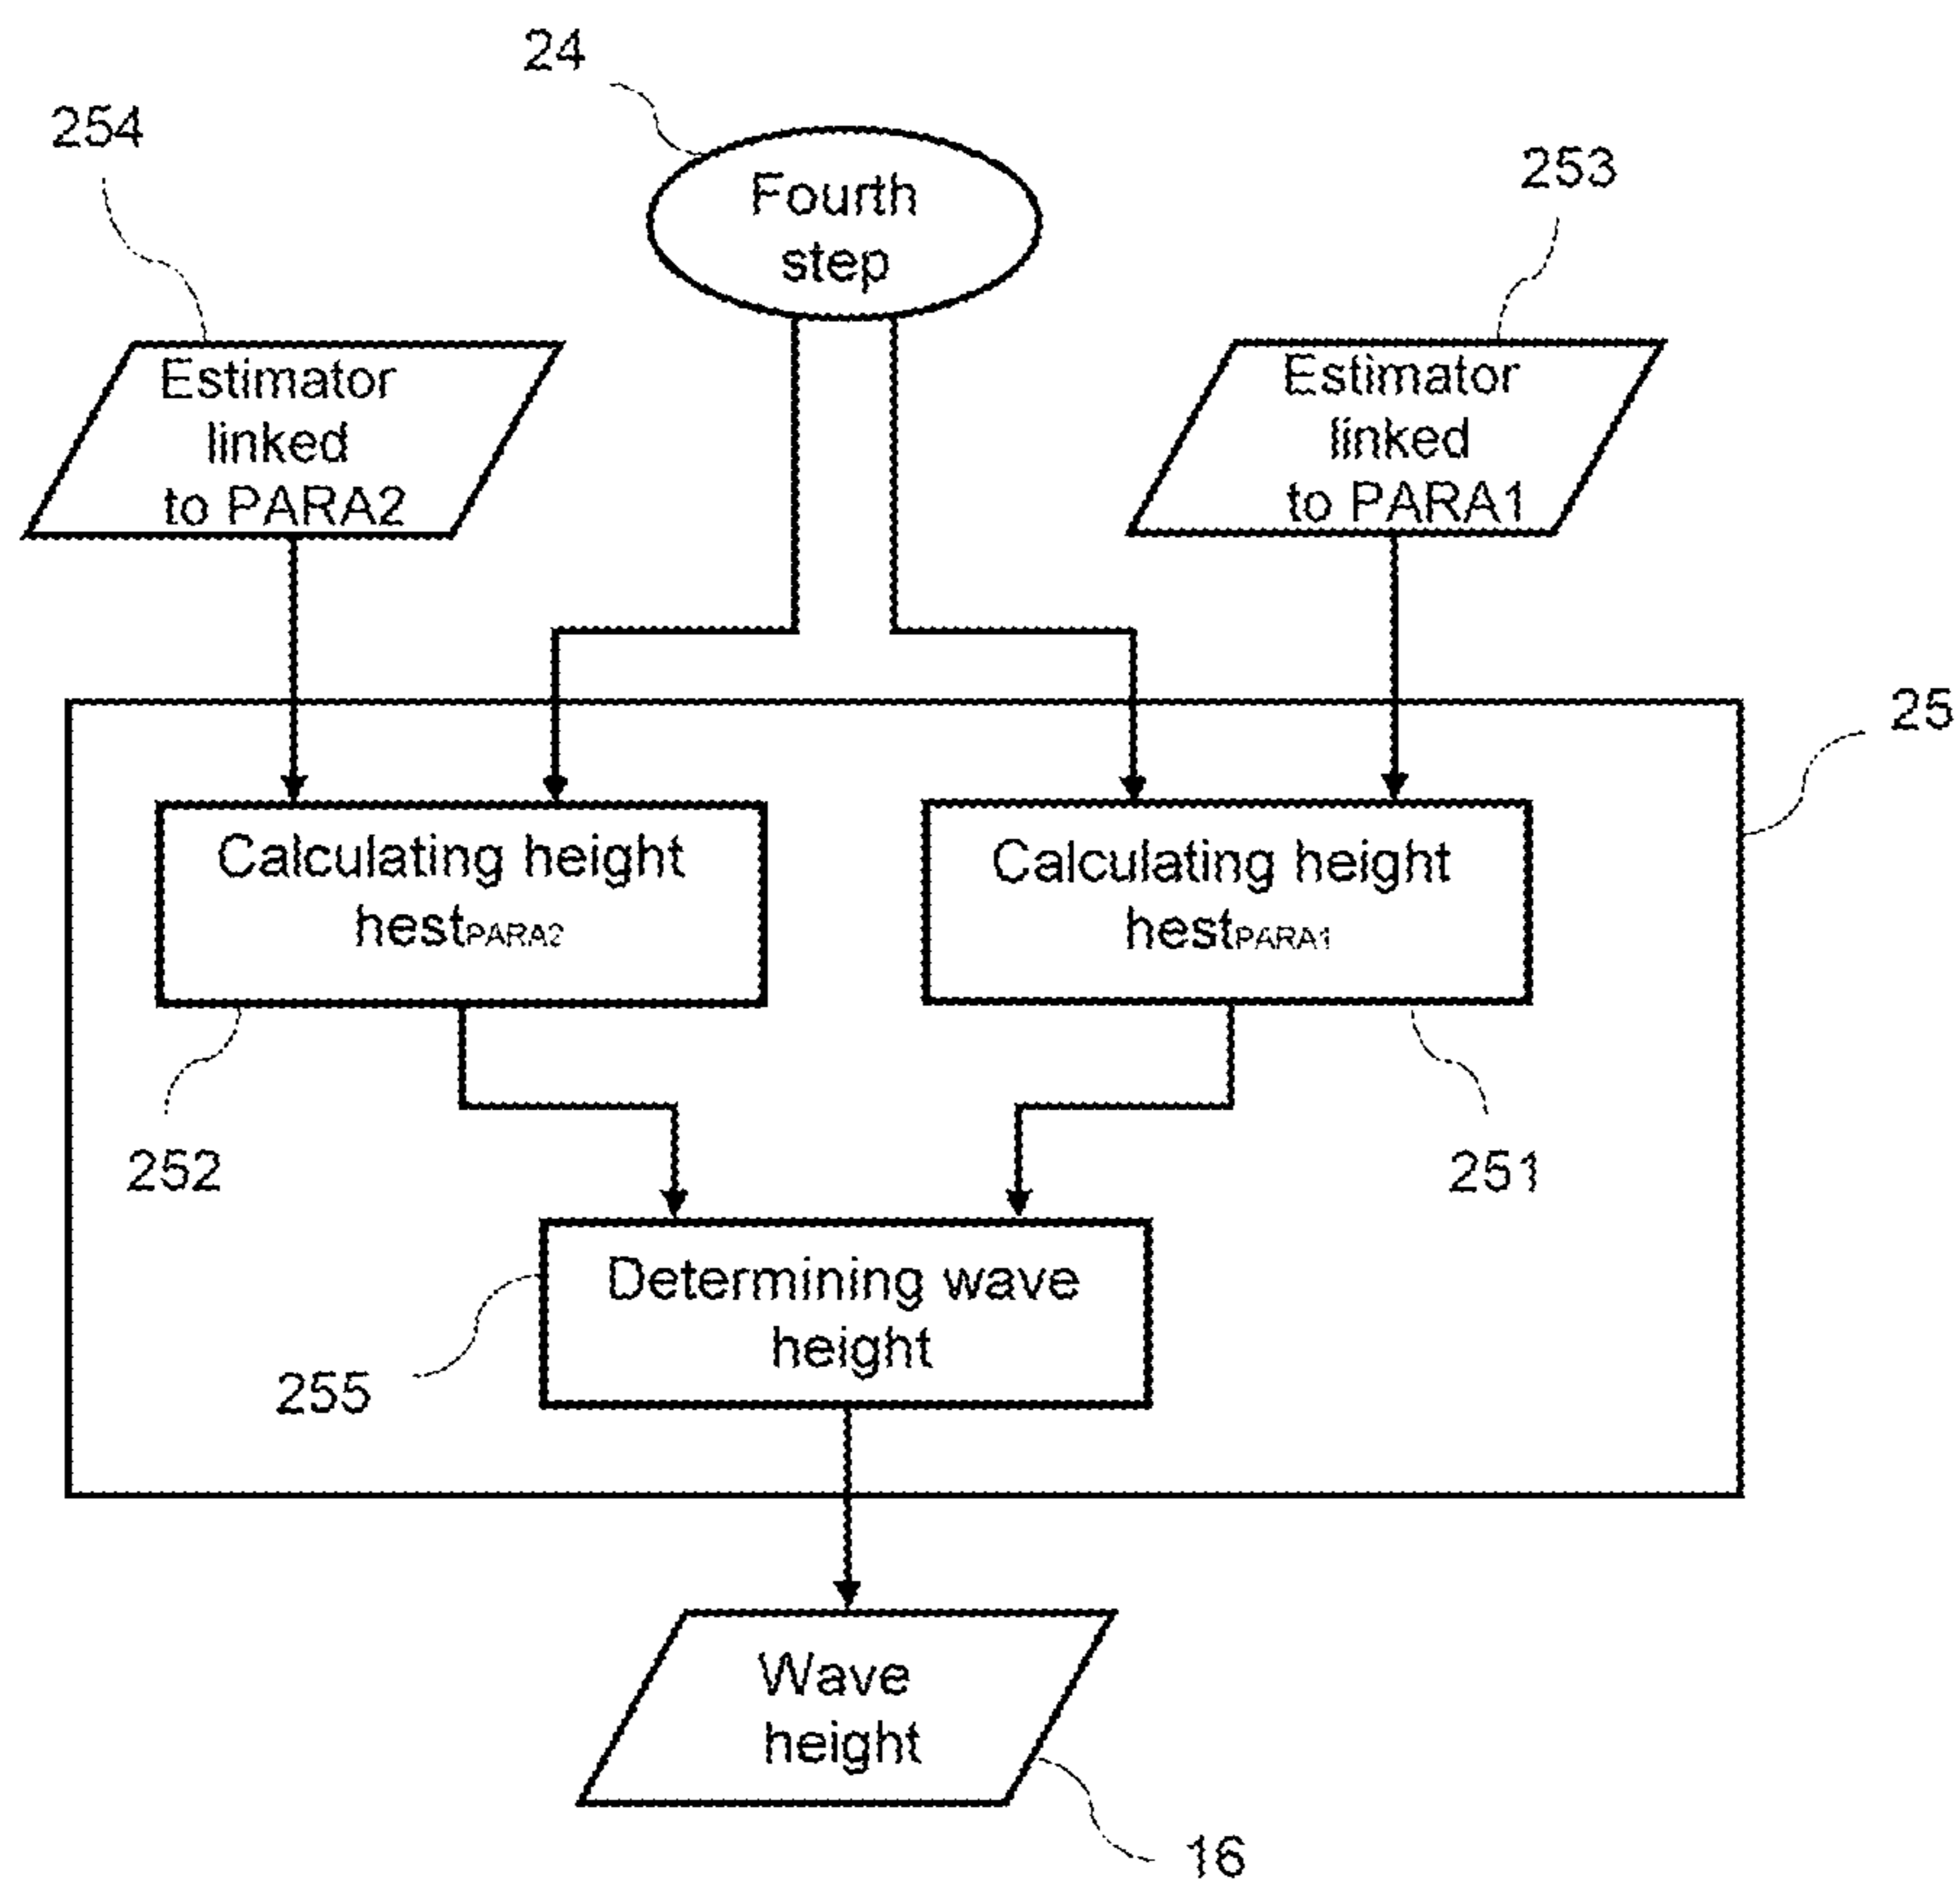 24
254
253
Fourth
step
Estimator
linked
to PARA2
Estimator
linked
to PARA1
25
Calculating height
hestPARA2
Calculating height
hestPARA1
252
251
Determining wave
height
255
Wave
height
16